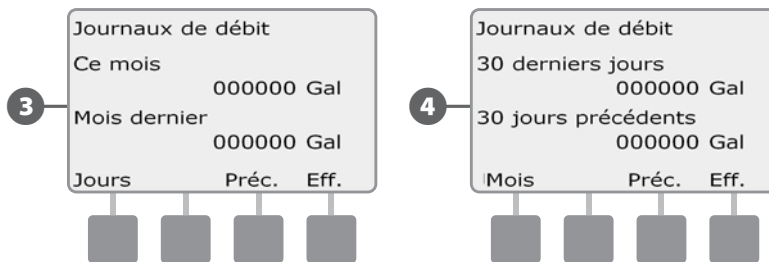 3
Journaux de débit
Ce mois
000000 Gal
Mois dernier
000000 Gal
Jours Préc. Eff.
4
Journaux de débit
30 derniers jours
000000 Gal
30 jours précédents
000000 Gal
Mois Préc. Eff.